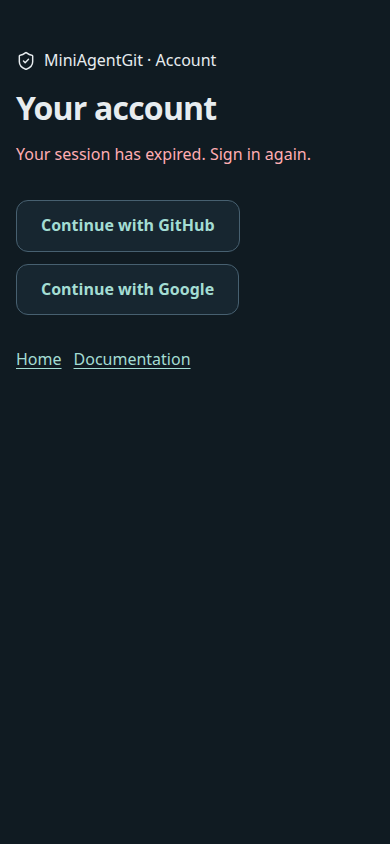 MiniAgentGit · Account
Your account
Your session has expired. Sign in again.
Continue with GitHub
Continue with Google
Home Documentation